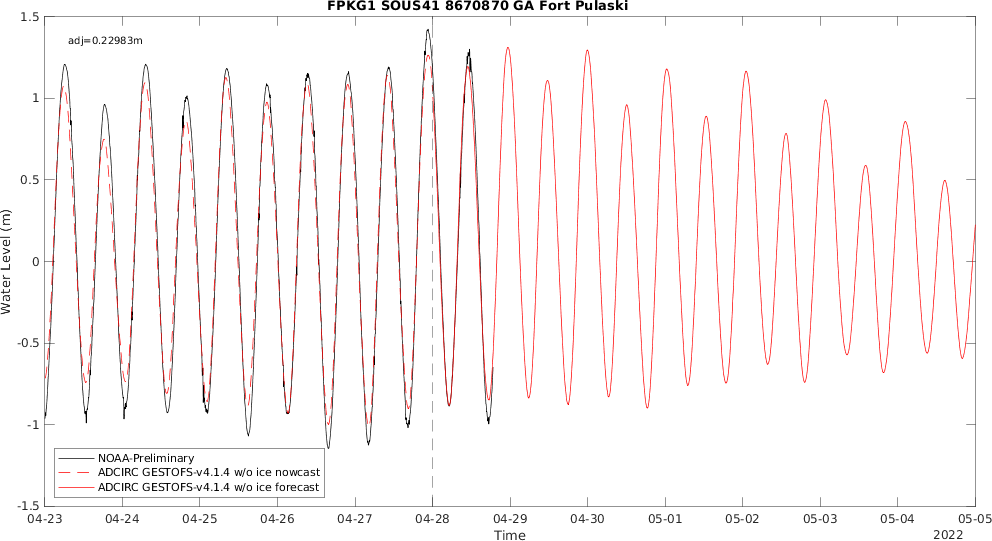 FPKG1 SOUS41 8670870 GA Fort Pulaski
adj=0.22983m
1.5
1
0.5
0
-0.5
-1
-1.5
Water Level (m)
NOAA-Preliminary
ADCIRC GESTOFS-v4.1.4 w/o ice nowcast
ADCIRC GESTOFS-v4.1.4 w/o ice forecast
04-23 04-24 04-25 04-26 04-27 04-28 04-29 04-30 05-01 05-02 05-03 05-04 05-05
Time
2022